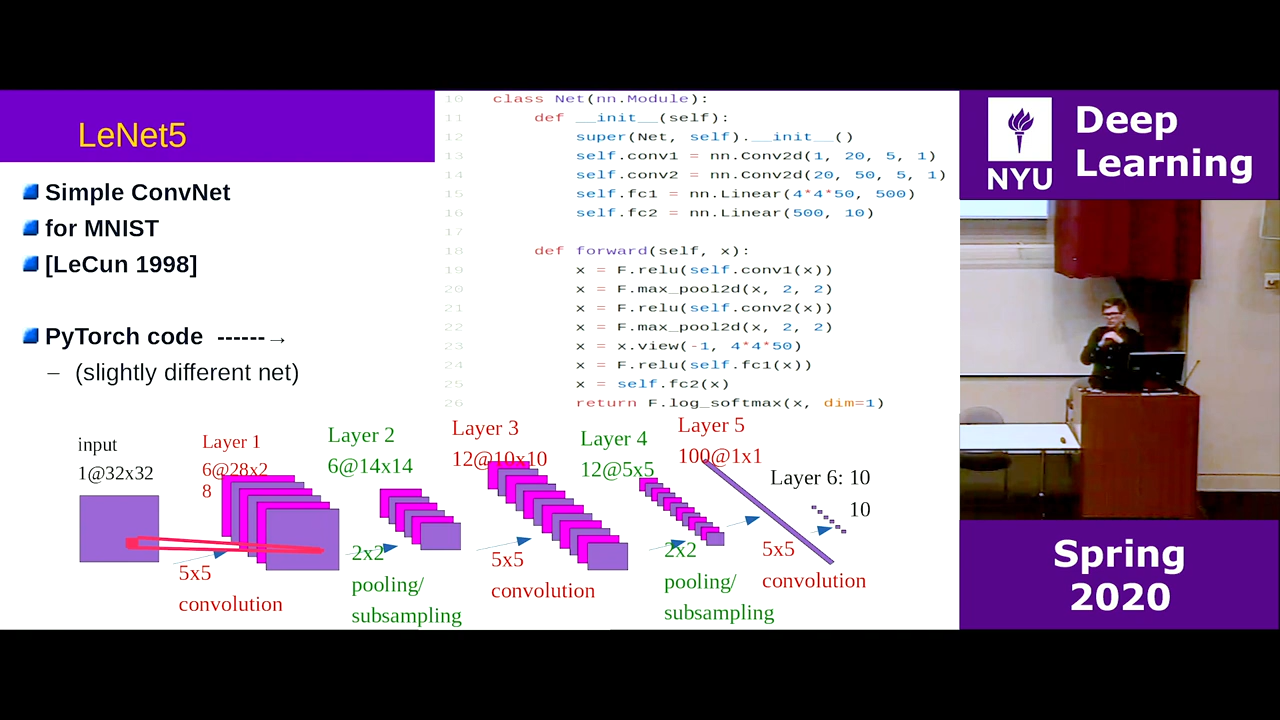 LeNet5
Simple ConvNet
for MNIST
[LeCun 1998]
PyTorch code ------→
– (slightly different net)
10 class Net(nn.Module):
11 def __init__(self):
12 super(Net, self).__init__()
13 self.conv1 = nn.Conv2d(1, 20, 5, 1)
14 self.conv2 = nn.Conv2d(20, 50, 5, 1)
15 self.fc1 = nn.Linear(4*4*50, 500)
16 self.fc2 = nn.Linear(500, 10)
17
18 def forward(self, x):
19 x = F.relu(self.conv1(x))
20 x = F.max_pool2d(x, 2, 2)
21 x = F.relu(self.conv2(x))
22 x = F.max_pool2d(x, 2, 2)
23 x = x.view(-1, 4*4*50)
24 x = F.relu(self.fc1(x))
25 x = self.fc2(x)
26 return F.log_softmax(x, dim=1)
input
1@32x32
Layer 1
6@28x2
8
Layer 2
6@14x14
Layer 3
12@10x10
Layer 4
12@5x5
Layer 5
100@1x1
Layer 6: 10
10
5x5
convolution
2x2
pooling/
subsampling
5x5
convolution
2x2
pooling/
subsampling
5x5
convolution
NYU
Deep
Learning
Spring
2020